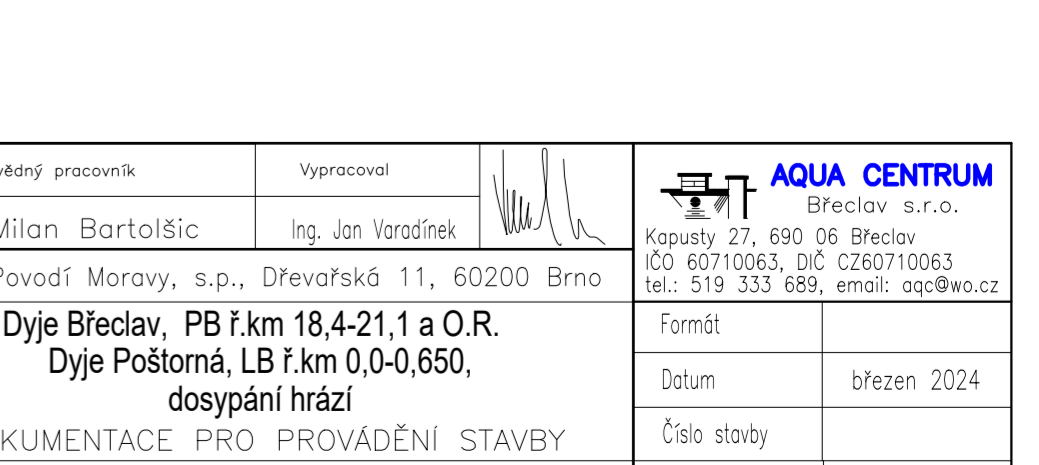 vědný pracovník
Vypracoval
Milan Bartolšic
Ing. Jan Varadínek
Povodí Moravy, s.p., Dřevařská 11, 60200 Brno
Dyje Břeclav, PB ř.km 18,4-21,1 a O.R.
Dyje Poštorná, LB ř.km 0,0-0,650,
dosypání hrází
KUMENTACE PRO PROVÁDĚNÍ STAVBY
AQUA CENTRUM
Břeclav s.r.o.
Kapusty 27, 690 06 Břeclav
IČO 60710063, DIČ CZ60710063
tel.: 519 333 689, email: aqc@wo.cz
Formát
Datum
březen 2024
Číslo stavby